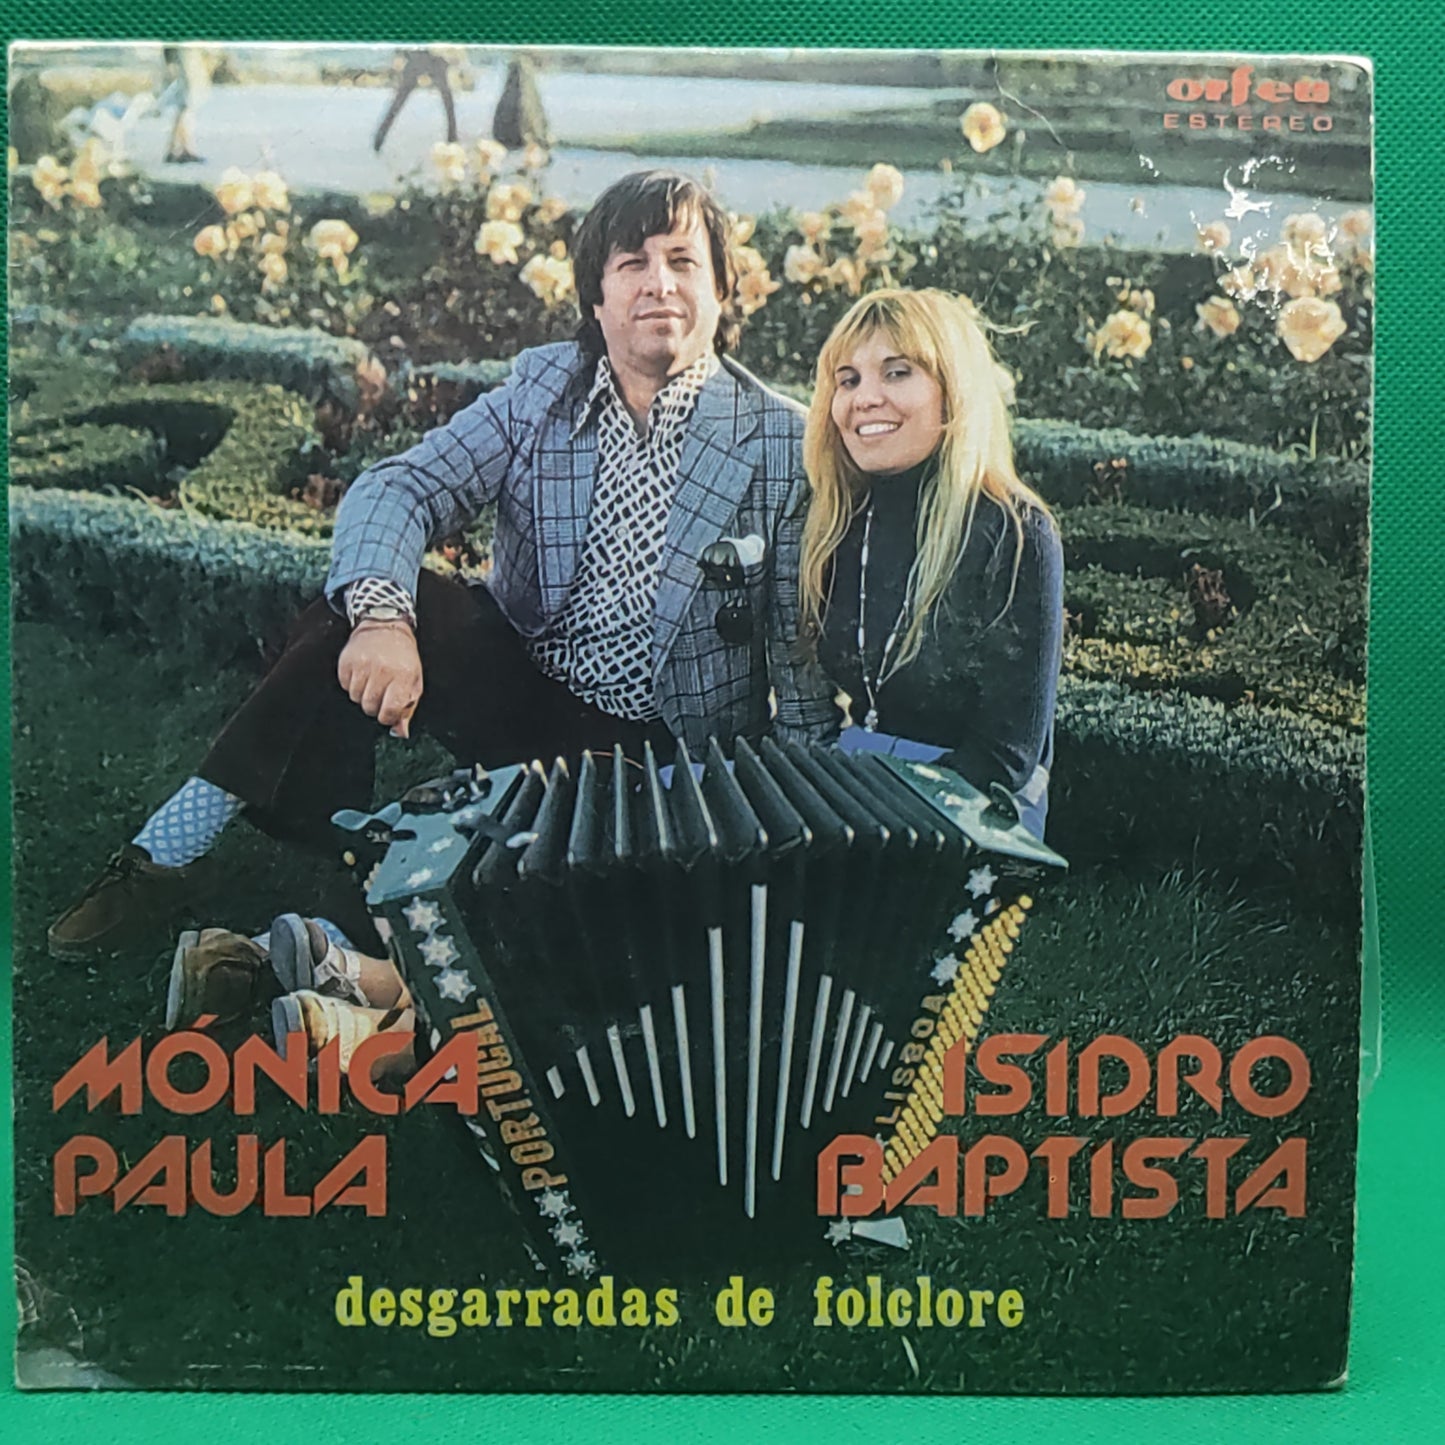 orfeu
ESTEREO
PORTUGAL
LISBOA
MÓNICA
PAULA
ISIDRO
BAPTISTA
desgarradas de folclore